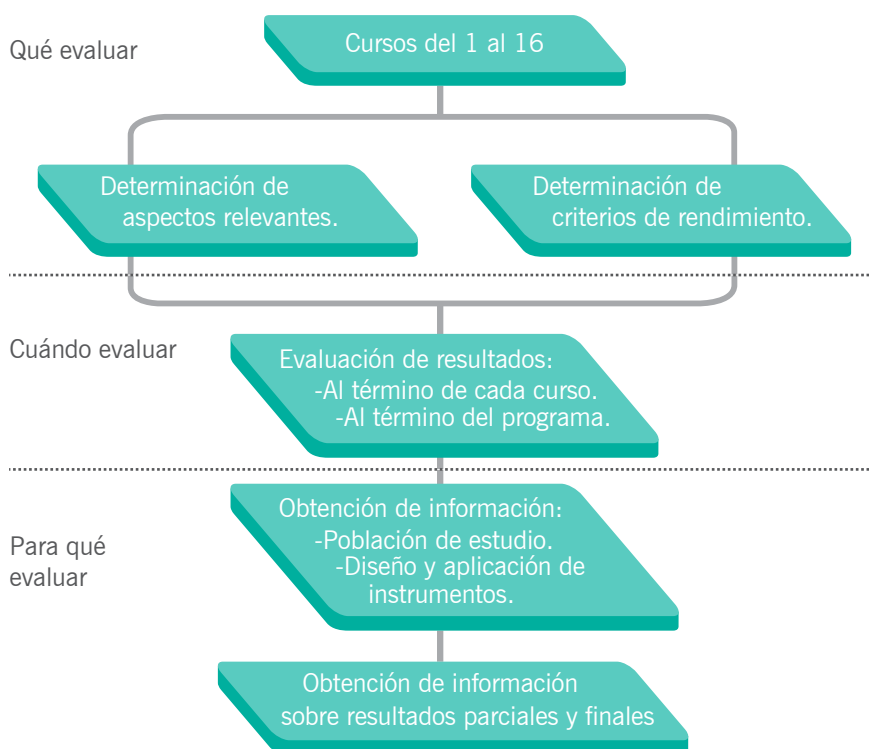 Qué evaluar
Cursos del 1 al 16
Determinación de
aspectos relevantes.
Determinación de
criterios de rendimiento.
Cuándo evaluar
Evaluación de resultados:
-Al término de cada curso.
-Al término del programa.
Para qué
evaluar
Obtención de información:
-Población de estudio.
-Diseño y aplicación de
instrumentos.
Obtención de información
sobre resultados parciales y finales